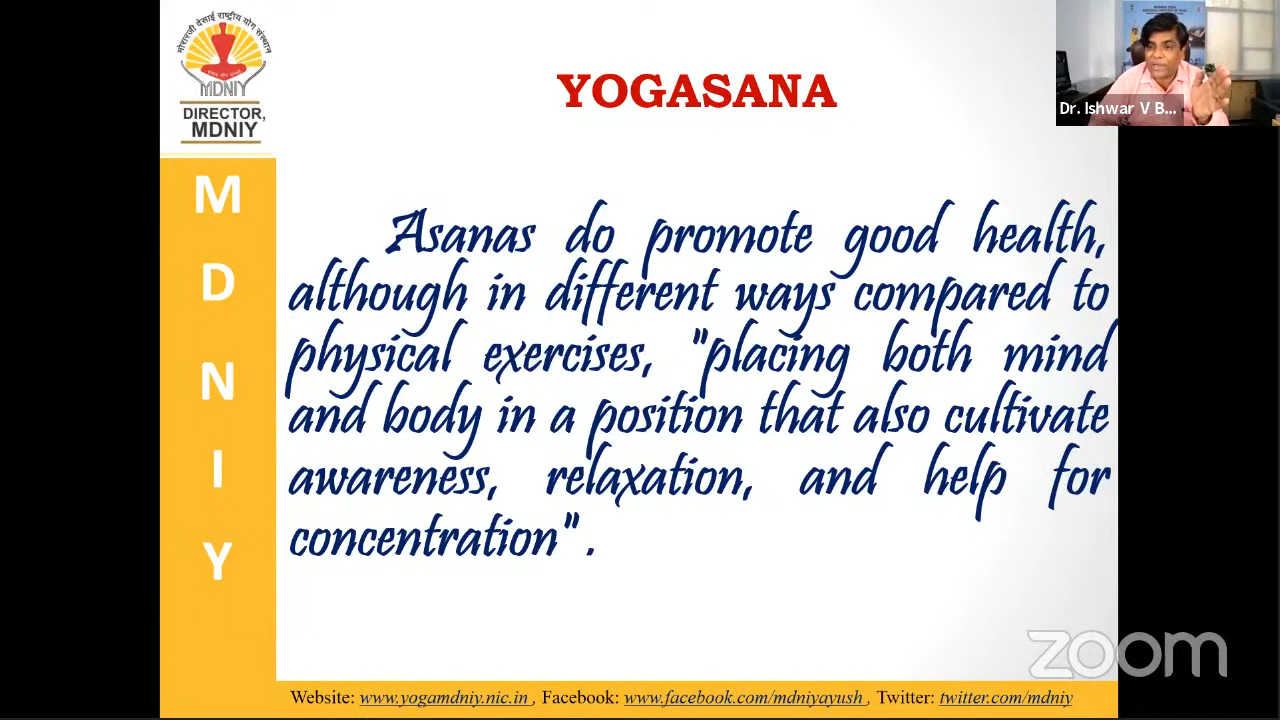 मोरारजी देसाई राष्ट्रीय योग संस्थान
MDNIY
DIRECTOR,
MDNIY
M
D
N
I
Y
YOGASANA
Asanas do promote good health,
although in different ways compared to
physical exercises, "placing both mind
and body in a position that also cultivate
awareness, relaxation, and help for
concentration".
Dr. Ishwar V B...
zoom
Website: www.yogamdniy.nic.in , Facebook: www.facebook.com/mdniyayush , Twitter: twitter.com/mdniy